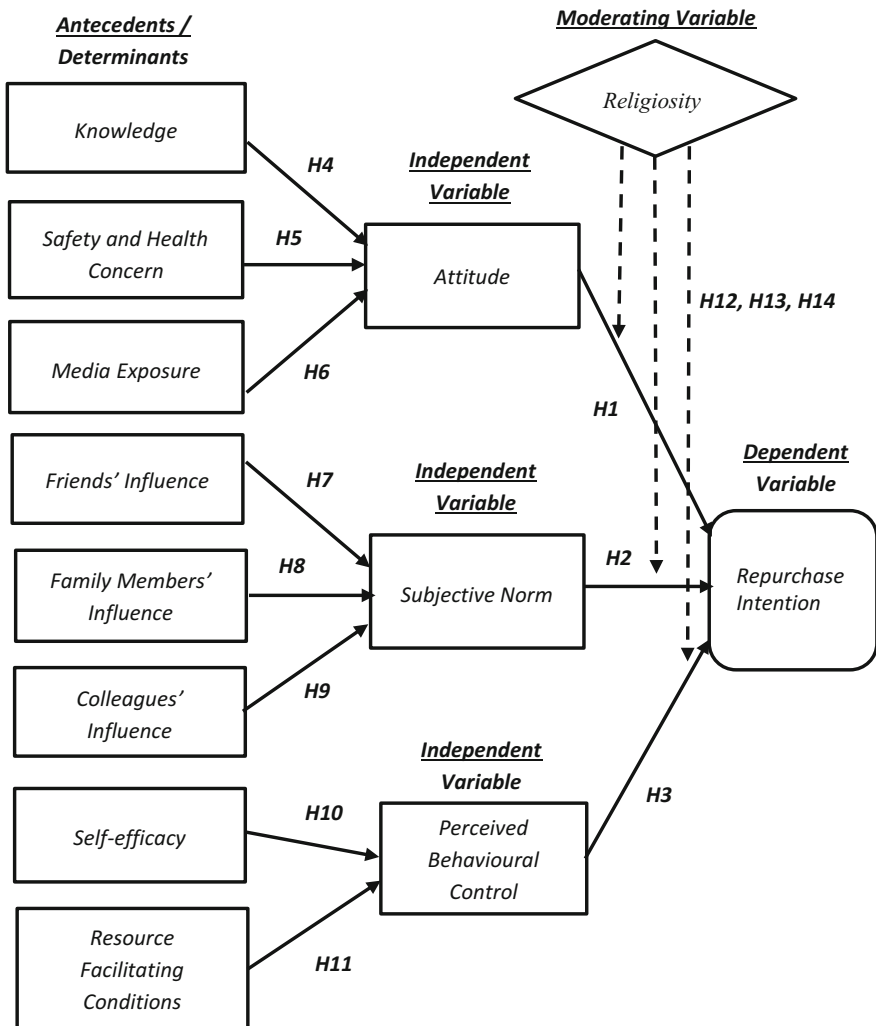 Antecedents /
Determinants
Moderating Variable
Religiosity
Knowledge
H4
Independent
Variable
Safety and Health
Concern
H5
Attitude
H12, H13, H14
Media Exposure
H6
H1
Friends’ Influence
H7
Independent
Variable
Dependent
Variable
Family Members’
Influence
H8
Subjective Norm
H2
Repurchase
Intention
Colleagues’
Influence
H9
Independent
Variable
Self-efficacy
H10
Perceived
Behavioural
Control
H3
Resource
Facilitating
Conditions
H11